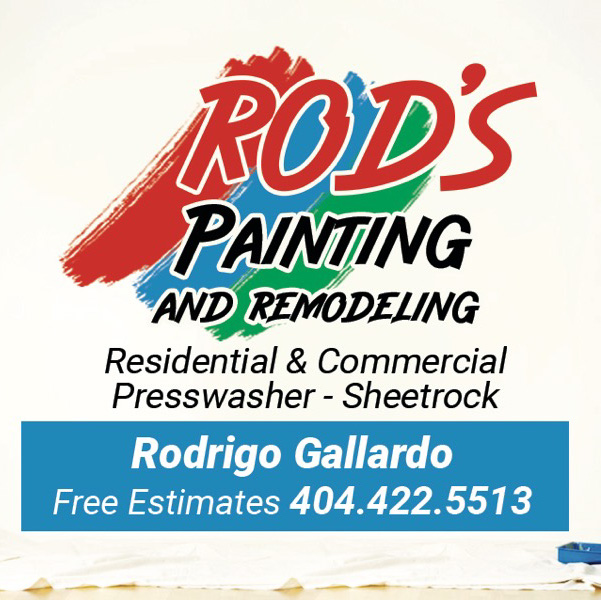 ROD'S
PAINTING
AND REMODELING
Residential & Commercial
Presswasher - Sheetrock
Rodrigo Gallardo
Free Estimates 404.422.5513